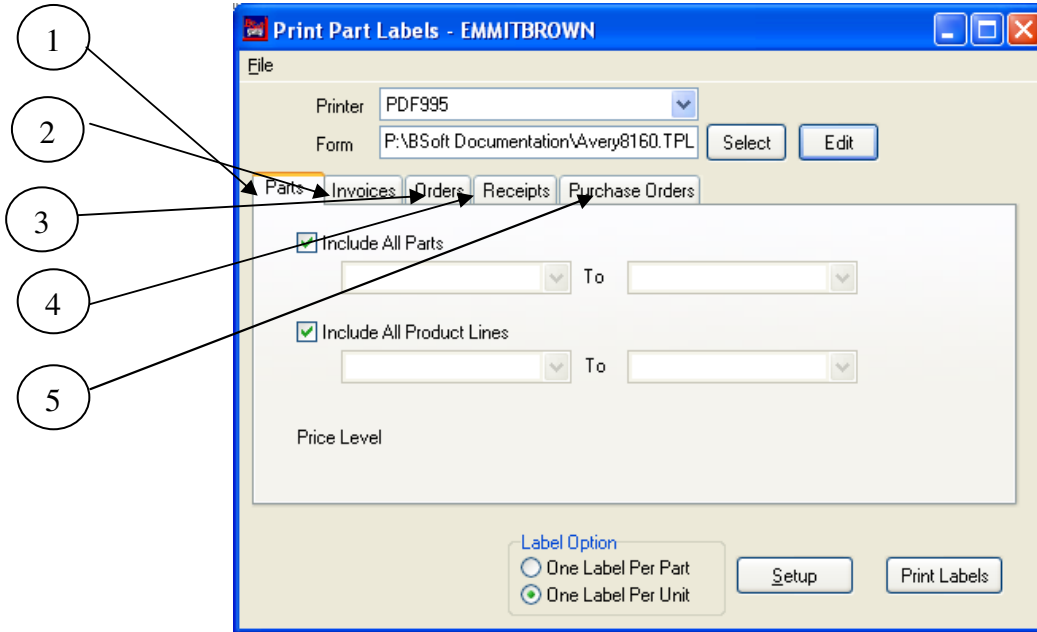 1
Print Part Labels - EMMITBROWN
File
2
Printer PDF995
Form P:\BSoft Documentation\Avery8160.TPL Select Edit
Parts Invoices Orders Receipts Purchase Orders
3
Include All Parts
To
4
Include All Product Lines
To
5
Price Level
Label Option
One Label Per Part
One Label Per Unit
Setup
Print Labels